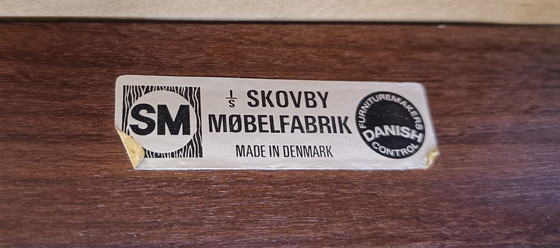 SM
I/S SKOVBY
MØBELFABRIK
MADE IN DENMARK
FURNITUREMAKERS
DANISH
CONTROL